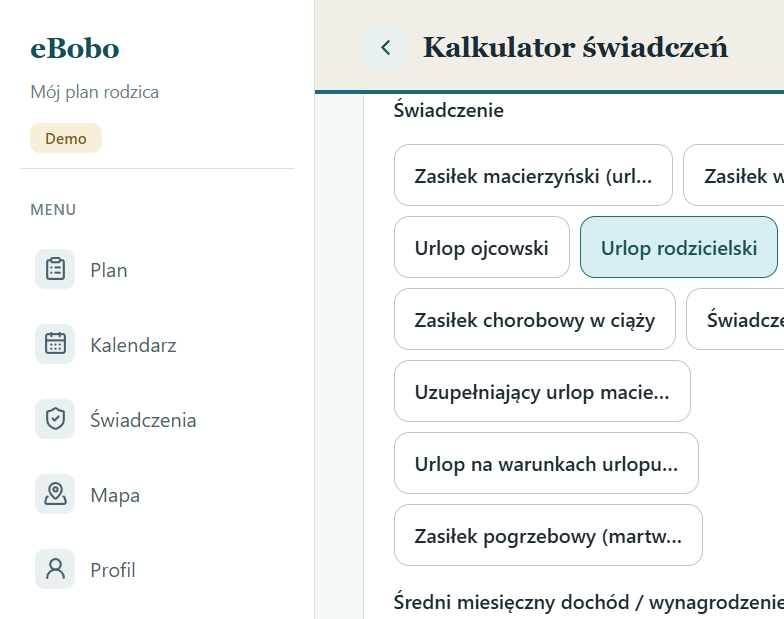 eBobo
Mój plan rodzica
Demo
MENU
Plan
Kalendarz
Świadczenia
Mapa
Profil
Kalkulator świadczeń
Świadczenie
Zasiłek macierzyński (url...
Zasiłek
Urlop ojcowski
Urlop rodzicielski
Zasiłek chorobowy w ciąży
Uzupełniający urlop macie...
Urlop na warunkach urlopu...
Zasiłek pogrzebowy (martw...
Średni miesięczny dochód / wynagrodzenie